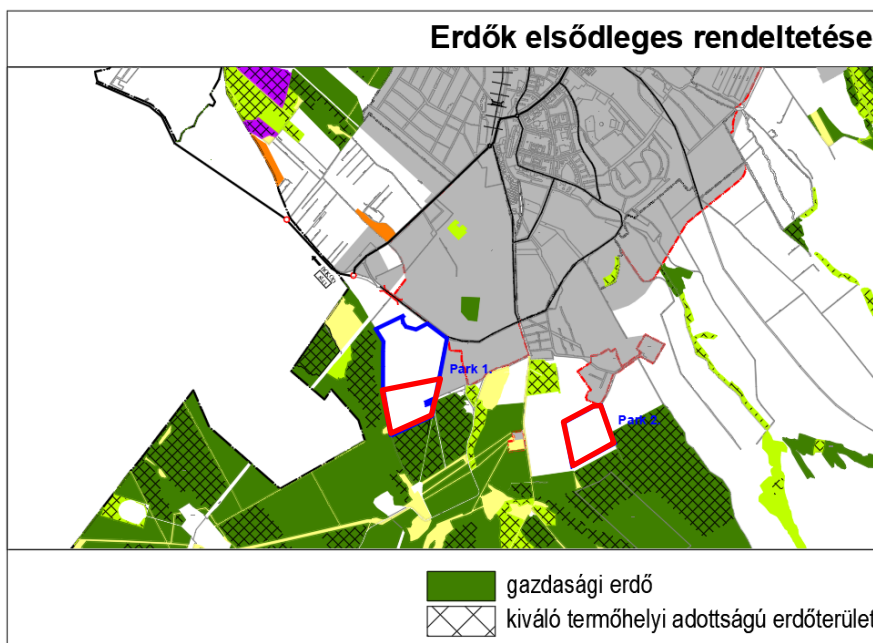 Erdők elsődleges rendeltetése
Park 1.
Park 2.
gazdasági erdő
kiváló termőhelyi adottságú erdőterület